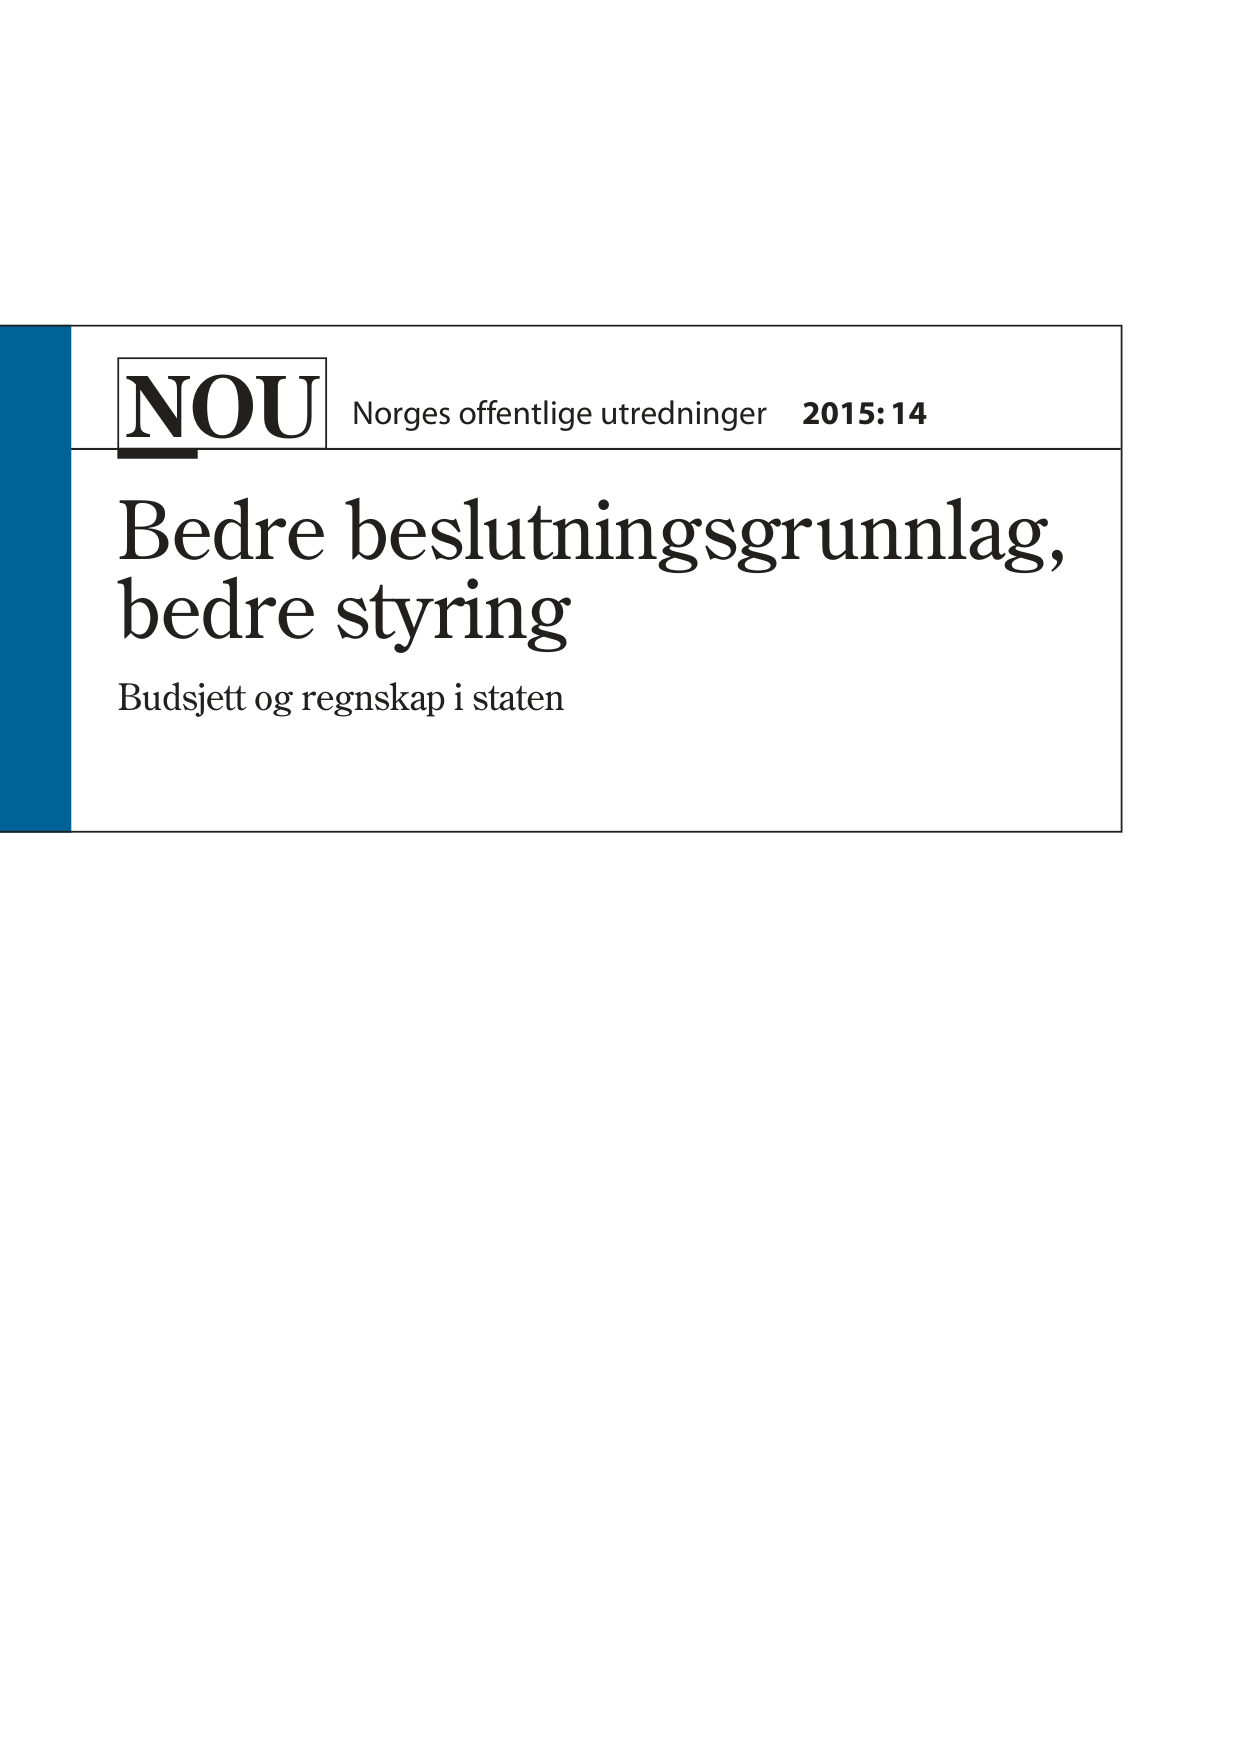 NOU Norges offentlige utredninger 2015: 14
Bedre beslutningsgrunnlag,
bedre styring
Budsjett og regnskap i staten